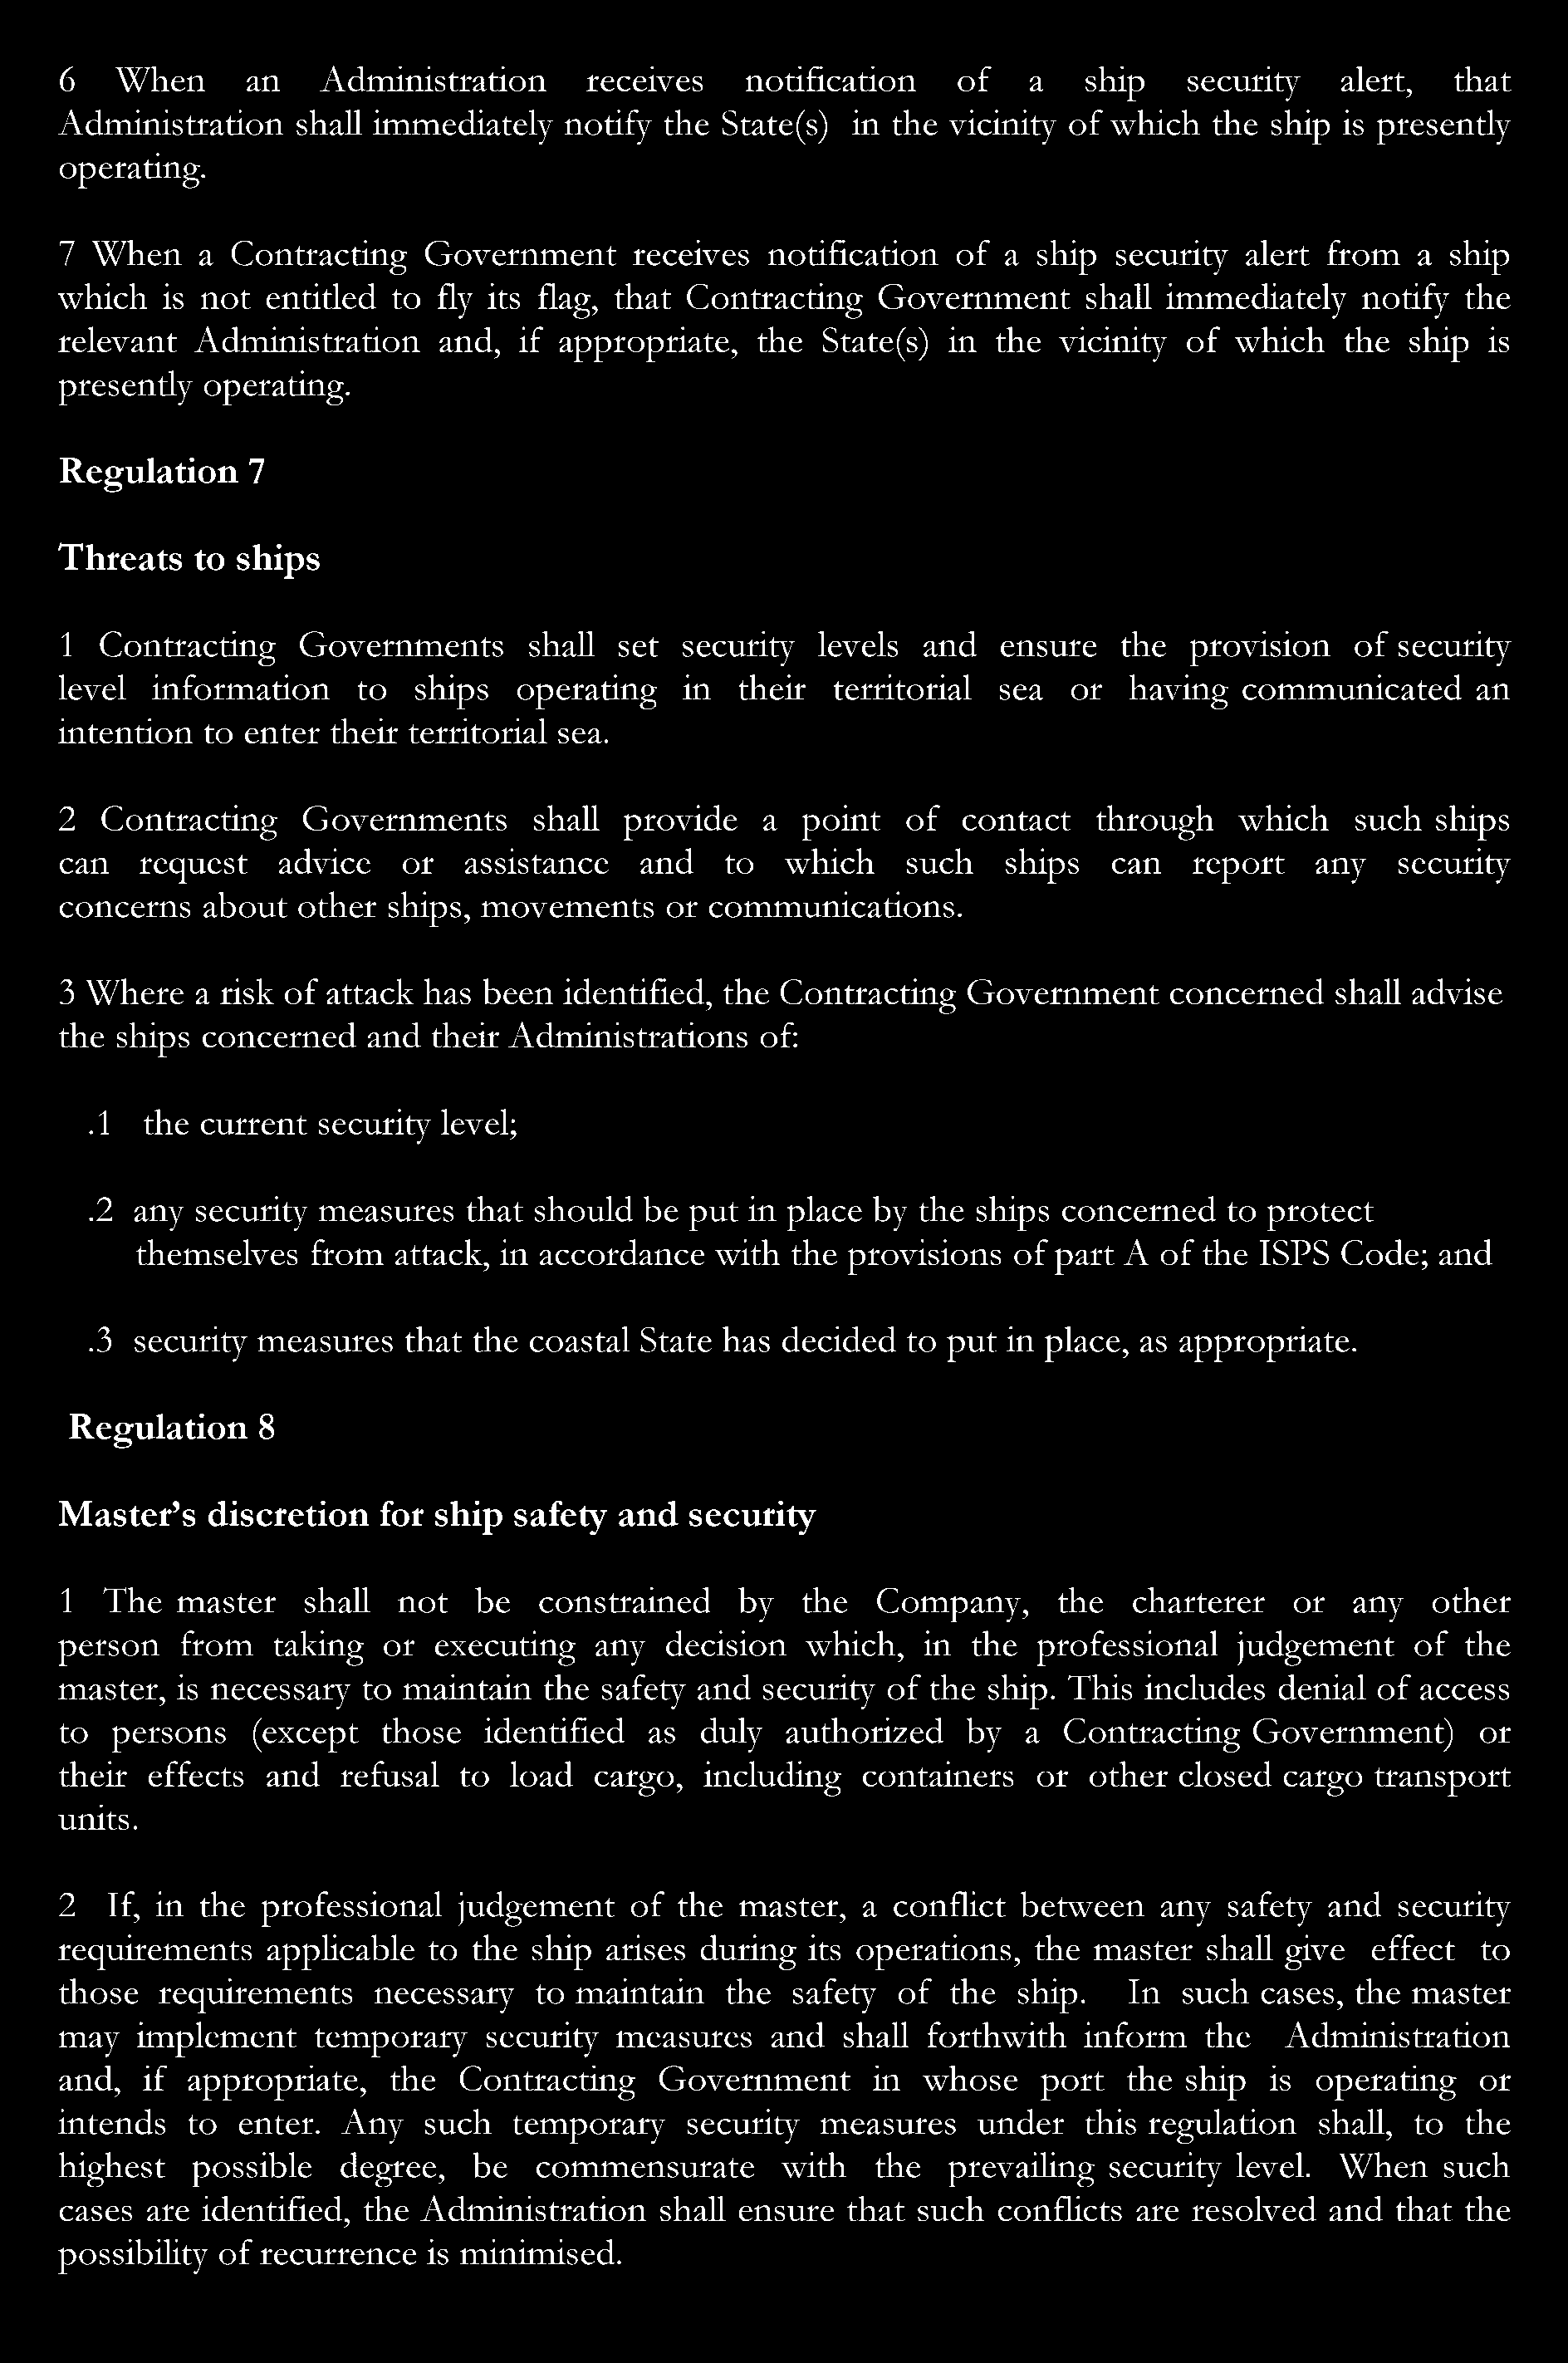 6 When an Administration receives notification of a ship security alert, that
Administration shall immediately notify the State(s) in the vicinity of which the ship is presently
operating.
7 When a Contracting Government receives notification of a ship security alert from a ship
which is not entitled to fly its flag, that Contracting Government shall immediately notify the
relevant Administration and, if appropriate, the State(s) in the vicinity of which the ship is
presently operating.
Regulation 7
Threats to ships
1 Contracting Governments shall set security levels and ensure the provision of security
level information to ships operating in their territorial sea or having communicated an
intention to enter their territorial sea.
2 Contracting Governments shall provide a point of contact through which such ships
can request advice or assistance and to which such ships can report any security
concerns about other ships, movements or communications.
3 Where a risk of attack has been identified, the Contracting Government concerned shall advise
the ships concerned and their Administrations of:
.1 the current security level;
.2 any security measures that should be put in place by the ships concerned to protect
themselves from attack, in accordance with the provisions of part A of the ISPS Code; and
.3 security measures that the coastal State has decided to put in place, as appropriate.
Regulation 8
Master’s discretion for ship safety and security
1 The master shall not be constrained by the Company, the charterer or any other
person from taking or executing any decision which, in the professional judgement of the
master, is necessary to maintain the safety and security of the ship. This includes denial of access
to persons (except those identified as duly authorized by a Contracting Government) or
their effects and refusal to load cargo, including containers or other closed cargo transport
units.
2 If, in the professional judgement of the master, a conflict between any safety and security
requirements applicable to the ship arises during its operations, the master shall give effect to
those requirements necessary to maintain the safety of the ship. In such cases, the master
may implement temporary security measures and shall forthwith inform the Administration
and, if appropriate, the Contracting Government in whose port the ship is operating or
intends to enter. Any such temporary security measures under this regulation shall, to the
highest possible degree, be commensurate with the prevailing security level. When such
cases are identified, the Administration shall ensure that such conflicts are resolved and that the
possibility of recurrence is minimised.